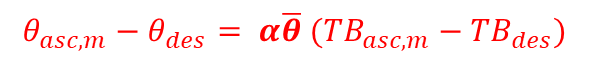 θ_asc,m − θ_des = αθ̅ (TB_asc,m − TB_des)